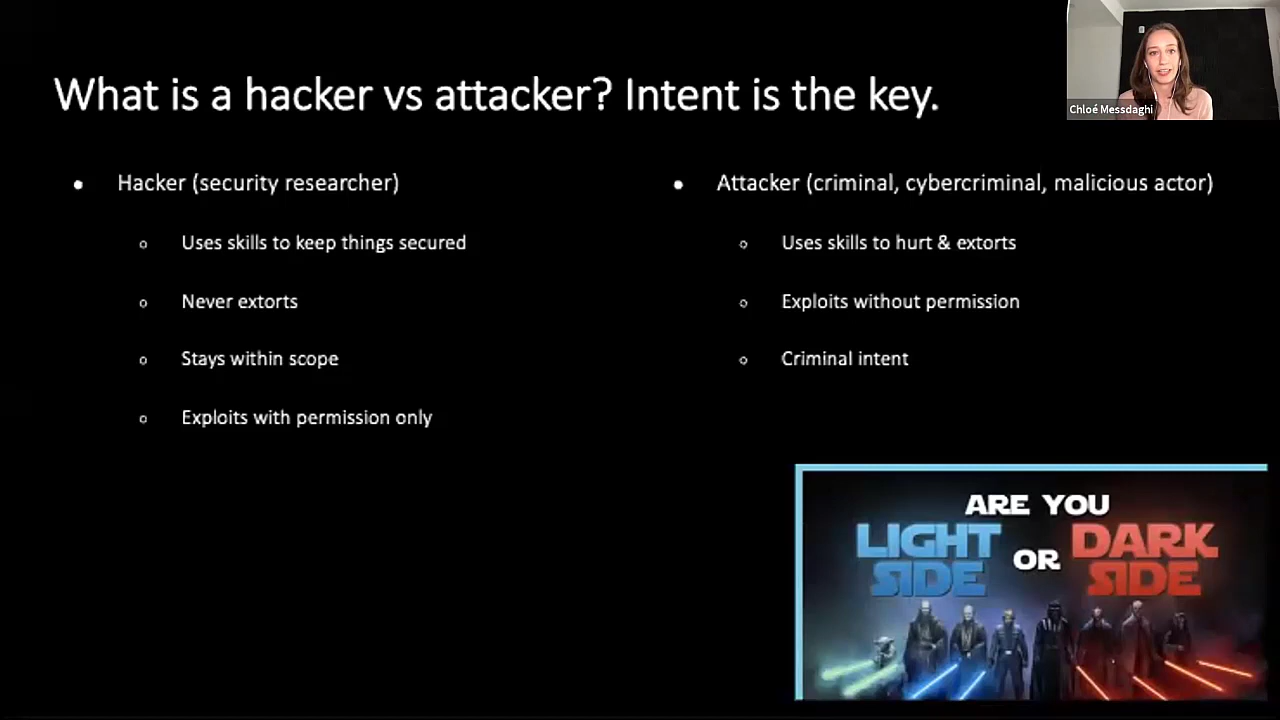 What is a hacker vs attacker? Intent is the key.
Chloé Messdaghi
Hacker (security researcher)
Uses skills to keep things secured
Never extorts
Stays within scope
Exploits with permission only
Attacker (criminal, cybercriminal, malicious actor)
Uses skills to hurt & extorts
Exploits without permission
Criminal intent
ARE YOU
LIGHT SIDE OR DARK SIDE